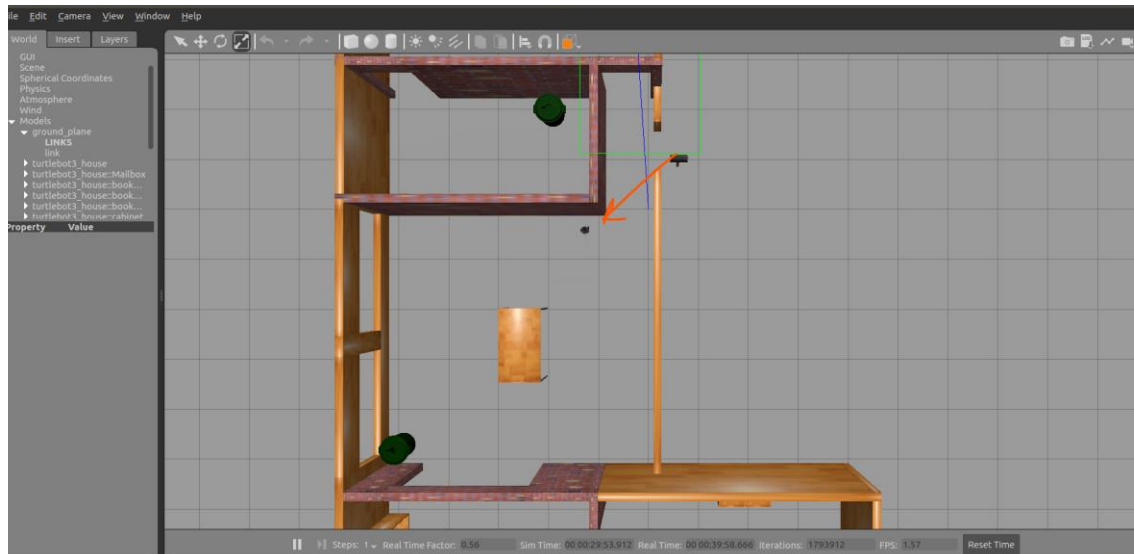 ile Edit Camera View Window Help
World Insert Layers
GUI
Scene
Spherical Coordinates
Physics
Atmosphere
Wind
Models
ground_plane
LINKS
link
turtlebot3_house
turtlebot3_house::Mailbox
turtlebot3_house::book...
turtlebot3_house::book...
turtlebot3_house::book...
turtlebot3_house::cabinet
Property Value
Steps: 1 Real Time Factor: 0.56 Sim Time: 00 00:29:53.912 Real Time: 00 00:39:58.666 Iterations: 1793912 FPS: 1.57 Reset Time